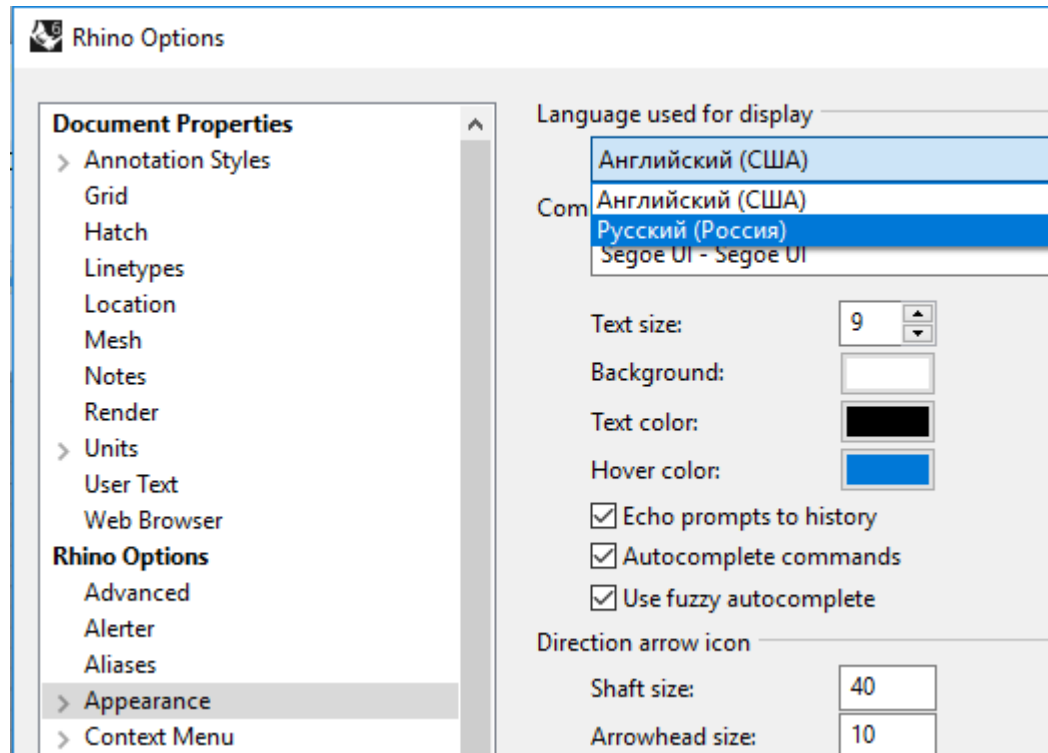 Rhino Options
Document Properties
Annotation Styles
Grid
Hatch
Linetypes
Location
Mesh
Notes
Render
Units
User Text
Web Browser
Rhino Options
Advanced
Alerter
Aliases
Appearance
Context Menu
Language used for display
Английский (США)
Английский (США)
Com
Русский (Россия)
Segoe UI - Segoe UI
Text size: 9
Background:
Text color:
Hover color:
Echo prompts to history
Autocomplete commands
Use fuzzy autocomplete
Direction arrow icon
Shaft size: 40
Arrowhead size: 10